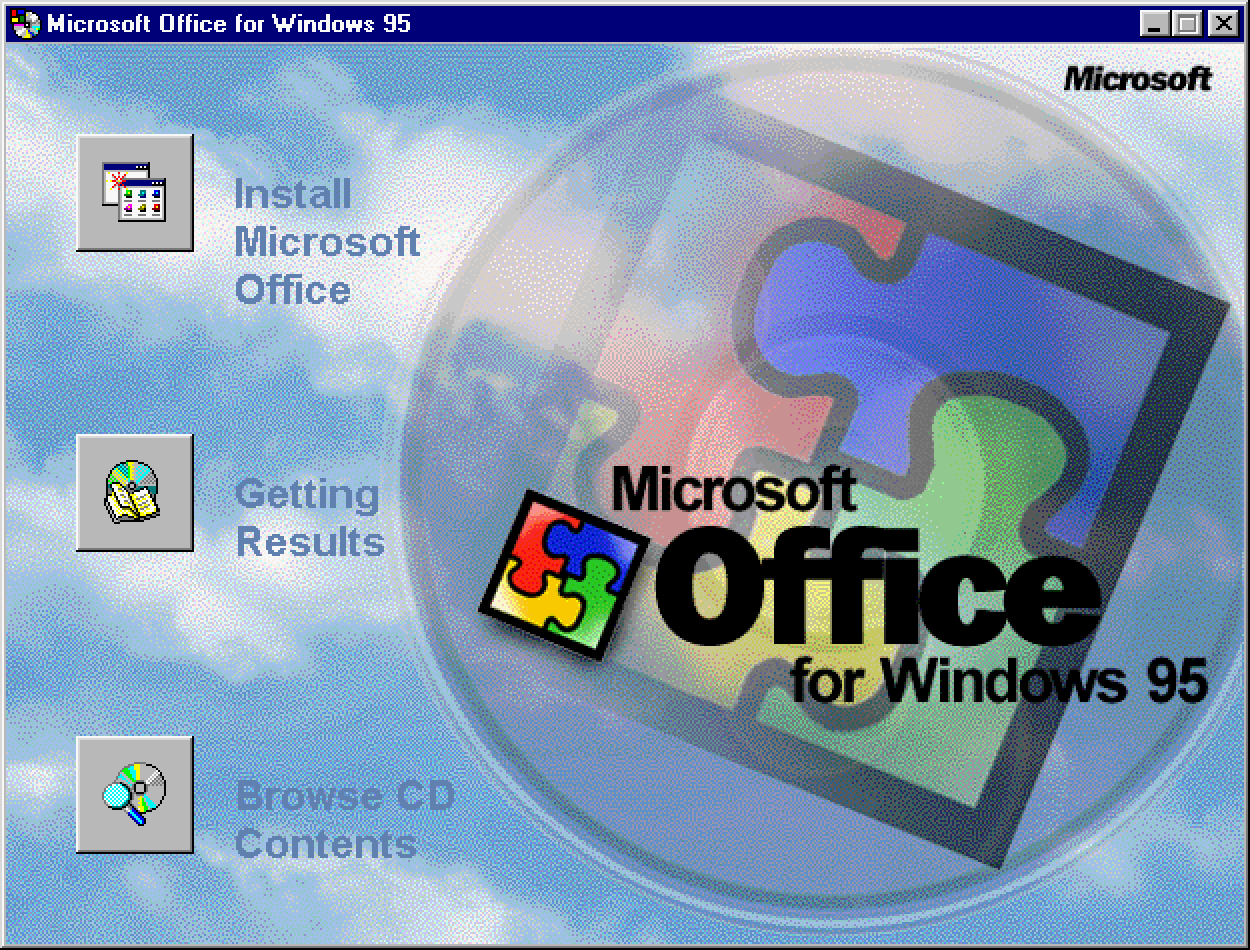 Microsoft Office for Windows 95
Microsoft
Install
Microsoft
Office
Getting
Results
Browse CD
Contents
Microsoft
Office
for Windows 95